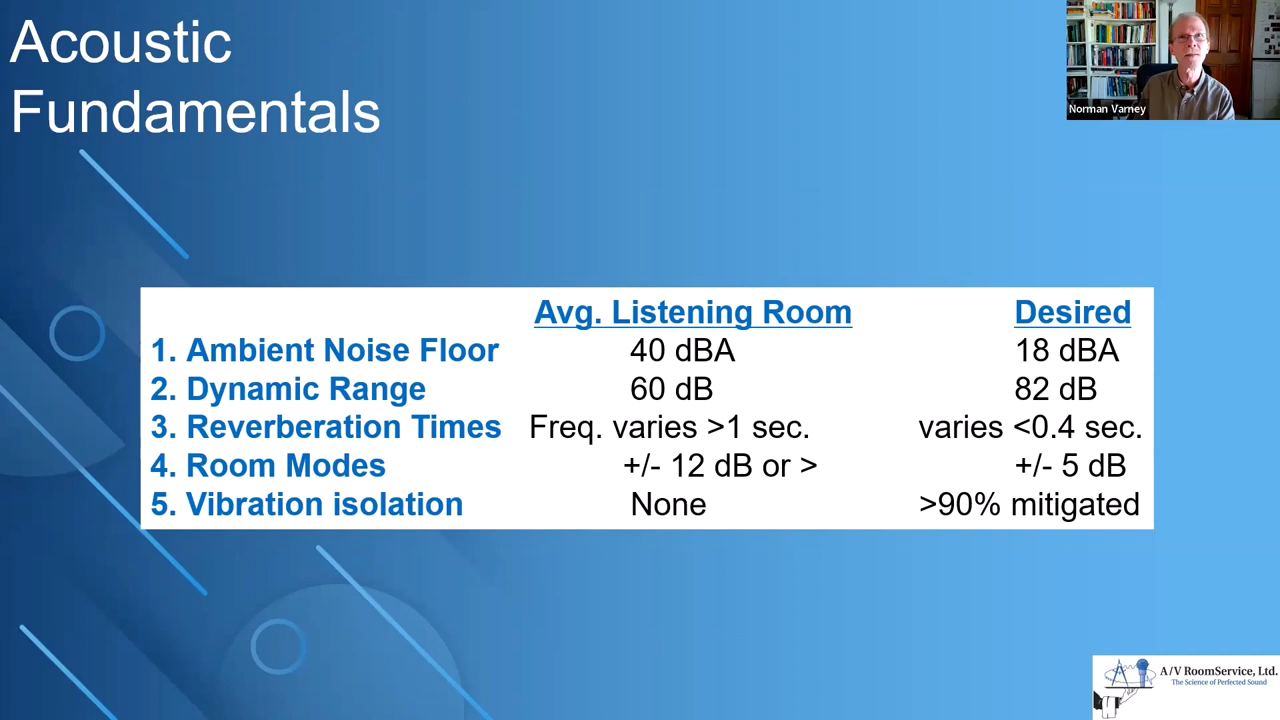 Acoustic
Fundamentals
Norman Varney
Avg. Listening Room Desired
1. Ambient Noise Floor 40 dBA 18 dBA
2. Dynamic Range 60 dB 82 dB
3. Reverberation Times Freq. varies >1 sec. varies <0.4 sec.
4. Room Modes +/- 12 dB or > +/- 5 dB
5. Vibration isolation None >90% mitigated
A/V RoomService, Ltd.
The Science of Perfected Sound